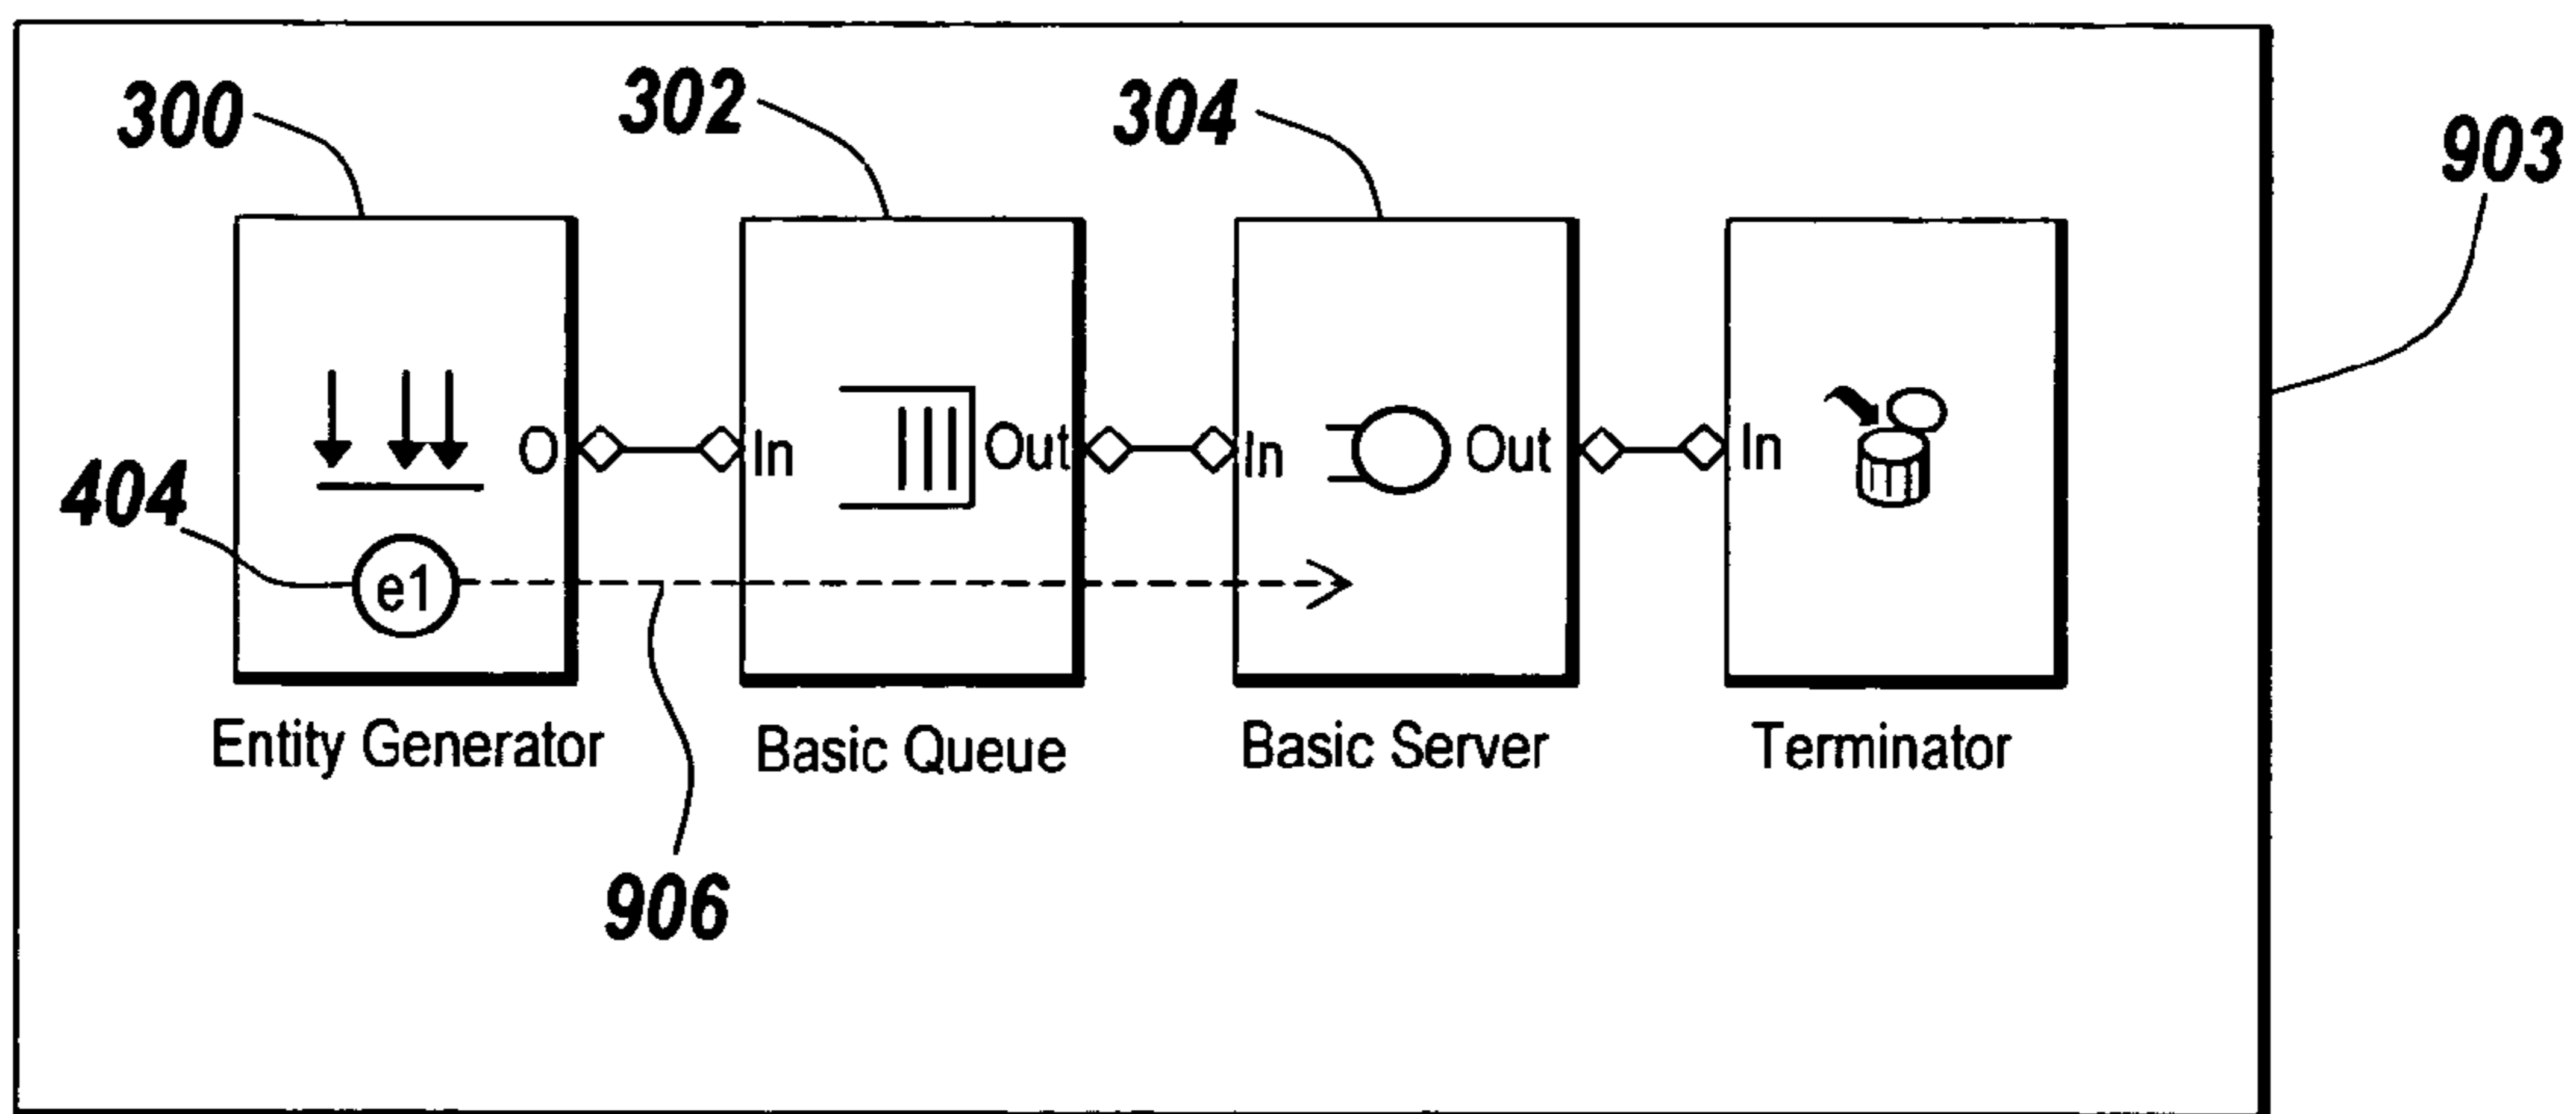 300 302 304 903
O In Out In Out In
404 e1
Entity Generator Basic Queue Basic Server Terminator
906